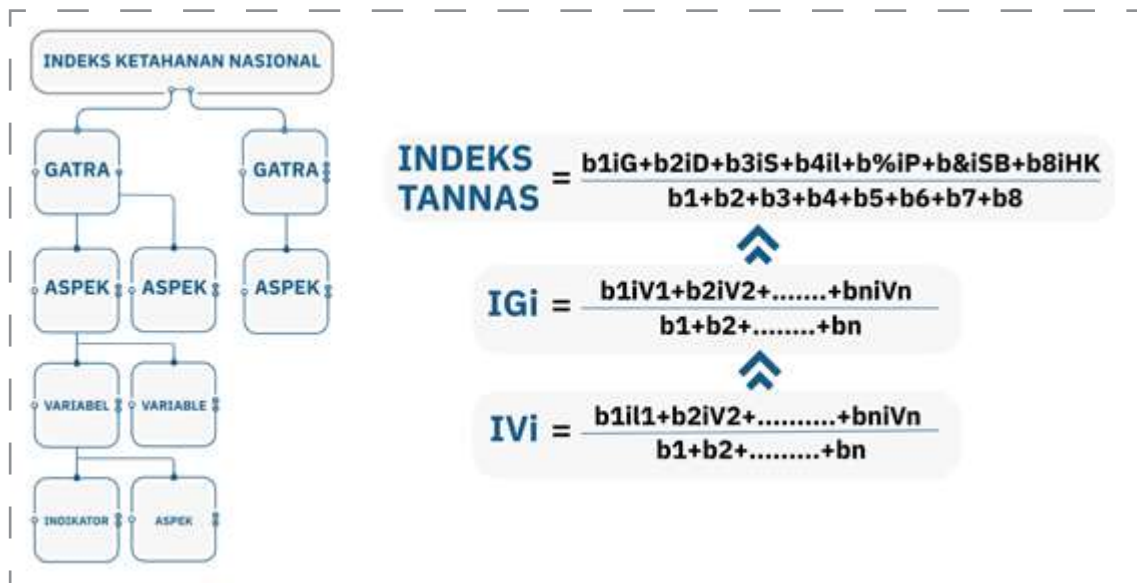 INDEKS KETAHANAN NASIONAL
GATRA
GATRA
ASPEK
ASPEK
ASPEK
VARIABEL
VARIABLE
INDIKATOR
ASPEK
INDEKS
TANNAS
=
b1iG+b2iD+b3iS+b4il+b%iP+b&iSB+b8iHK
b1+b2+b3+b4+b5+b6+b7+b8
IGi =
b1iV1+b2iV2+.......+bniVn
b1+b2+........+bn
IVi =
b1il1+b2iV2+..........+bniVn
b1+b2+.........+bn